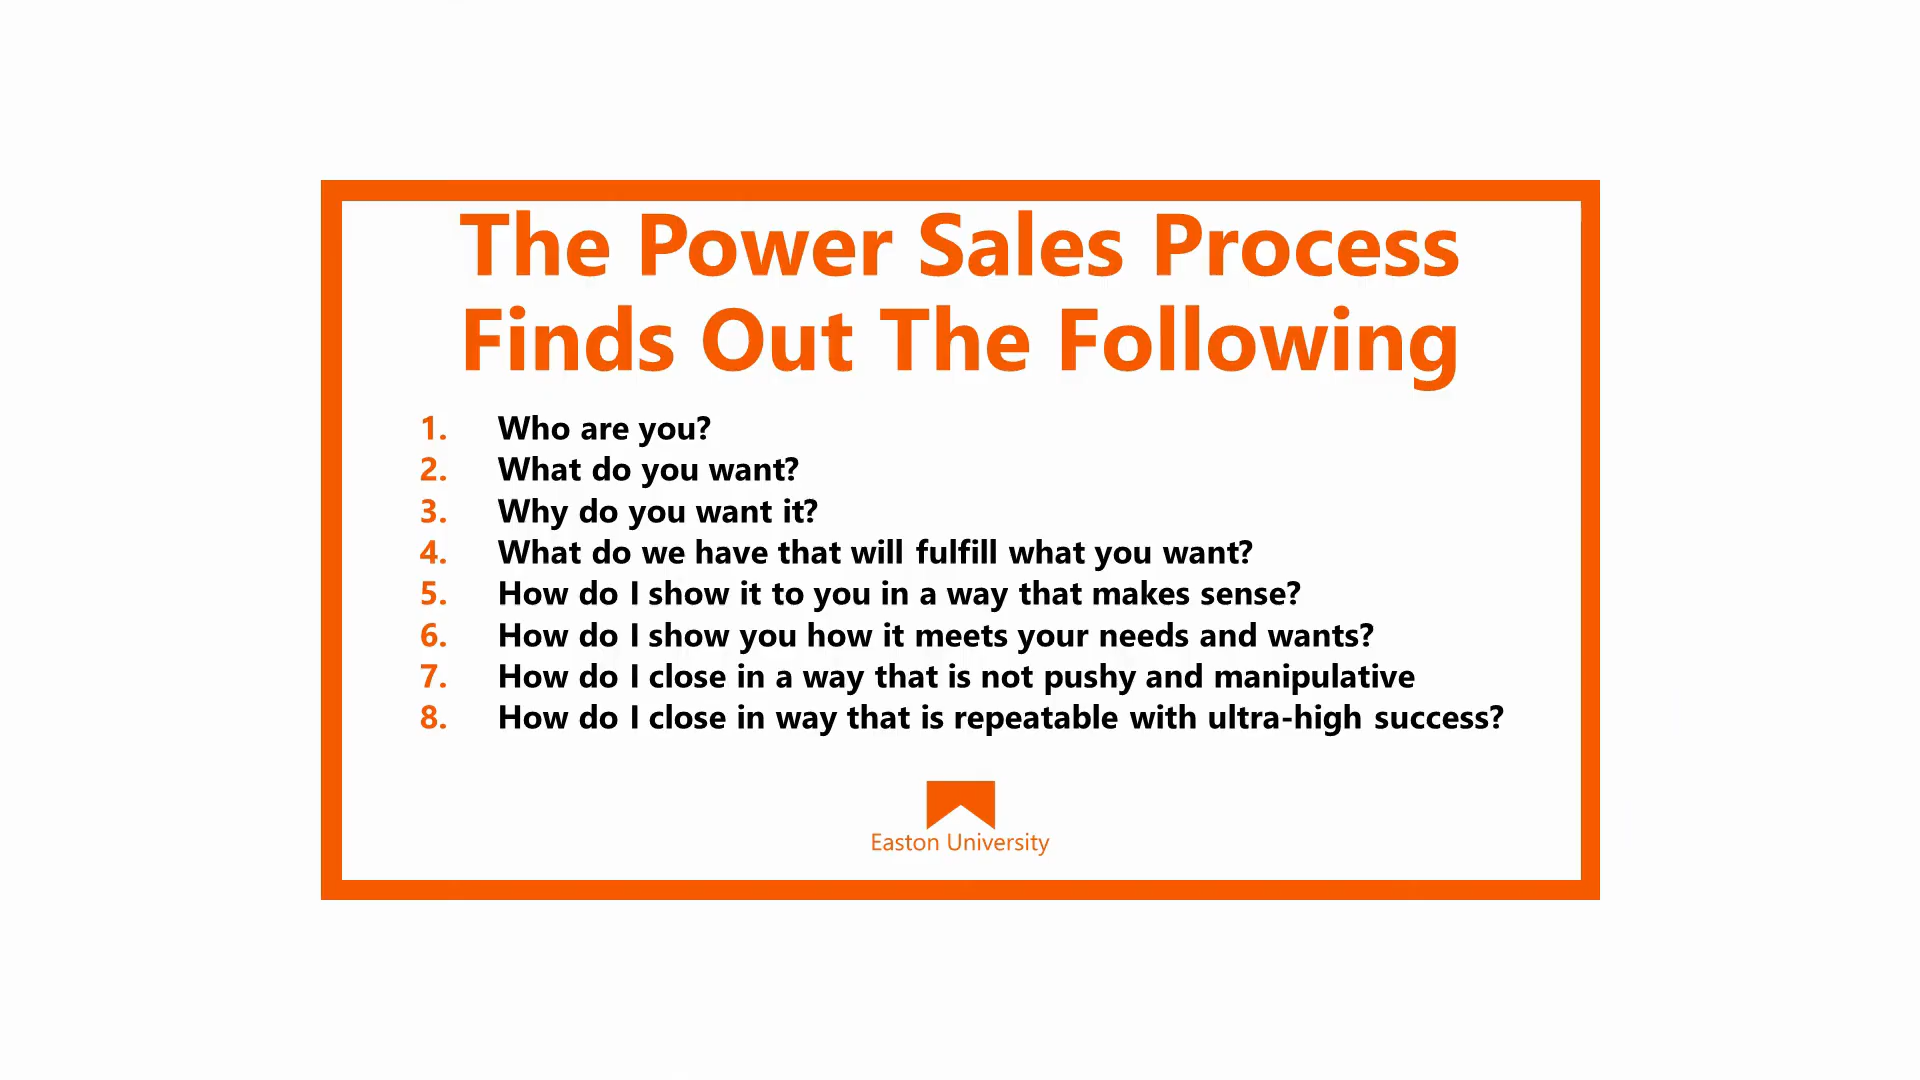 The Power Sales Process
Finds Out The Following
1. Who are you?
2. What do you want?
3. Why do you want it?
4. What do we have that will fulfill what you want?
5. How do I show it to you in a way that makes sense?
6. How do I show you how it meets your needs and wants?
7. How do I close in a way that is not pushy and manipulative
8. How do I close in way that is repeatable with ultra-high success?
Easton University